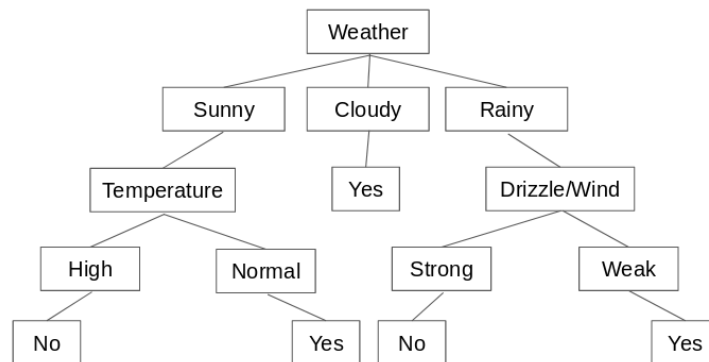 Weather
Sunny
Cloudy
Rainy
Temperature
Yes
Drizzle/Wind
High
Normal
Strong
Weak
No
Yes
No
Yes